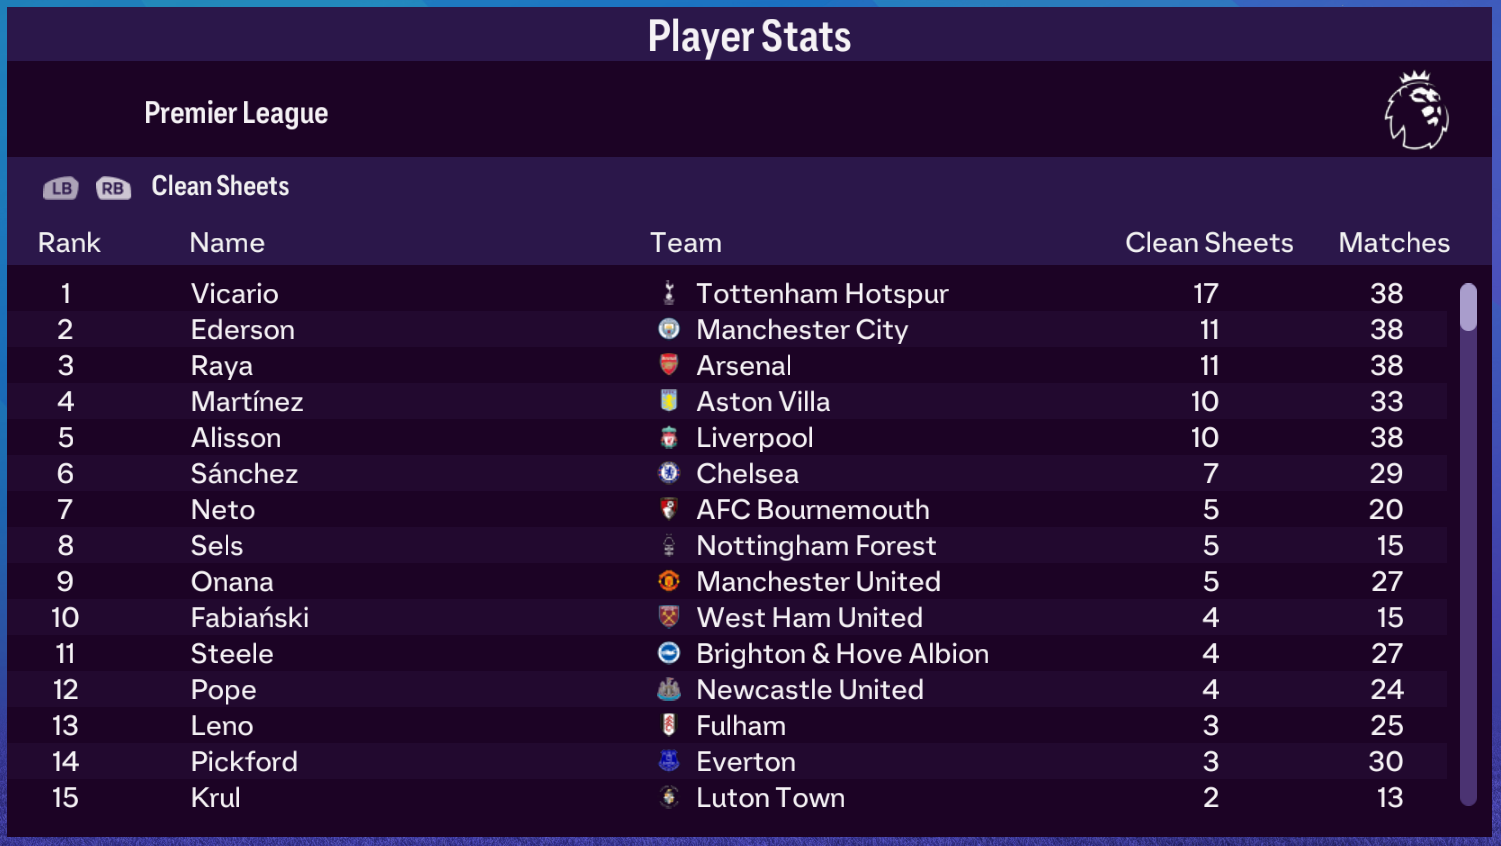 Player Stats
Premier League
LB RB Clean Sheets
Rank Name Team Clean Sheets Matches
1 Vicario Tottenham Hotspur 17 38
2 Ederson Manchester City 11 38
3 Raya Arsenal 11 38
4 Martínez Aston Villa 10 33
5 Alisson Liverpool 10 38
6 Sánchez Chelsea 7 29
7 Neto AFC Bournemouth 5 20
8 Sels Nottingham Forest 5 15
9 Onana Manchester United 5 27
10 Fabiański West Ham United 4 15
11 Steele Brighton & Hove Albion 4 27
12 Pope Newcastle United 4 24
13 Leno Fulham 3 25
14 Pickford Everton 3 30
15 Krul Luton Town 2 13